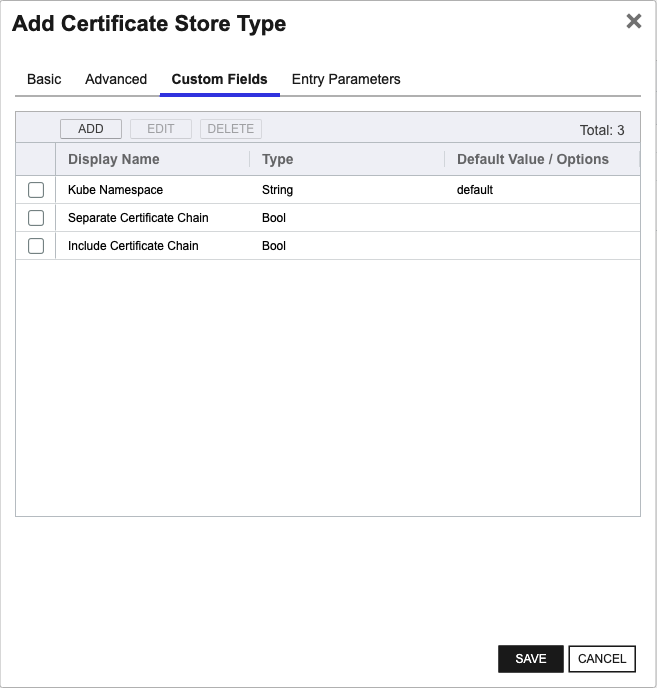 Add Certificate Store Type
Basic Advanced Custom Fields Entry Parameters
ADD EDIT DELETE Total: 3
Display Name Type Default Value / Options
Kube Namespace String default
Separate Certificate Chain Bool
Include Certificate Chain Bool
SAVE CANCEL